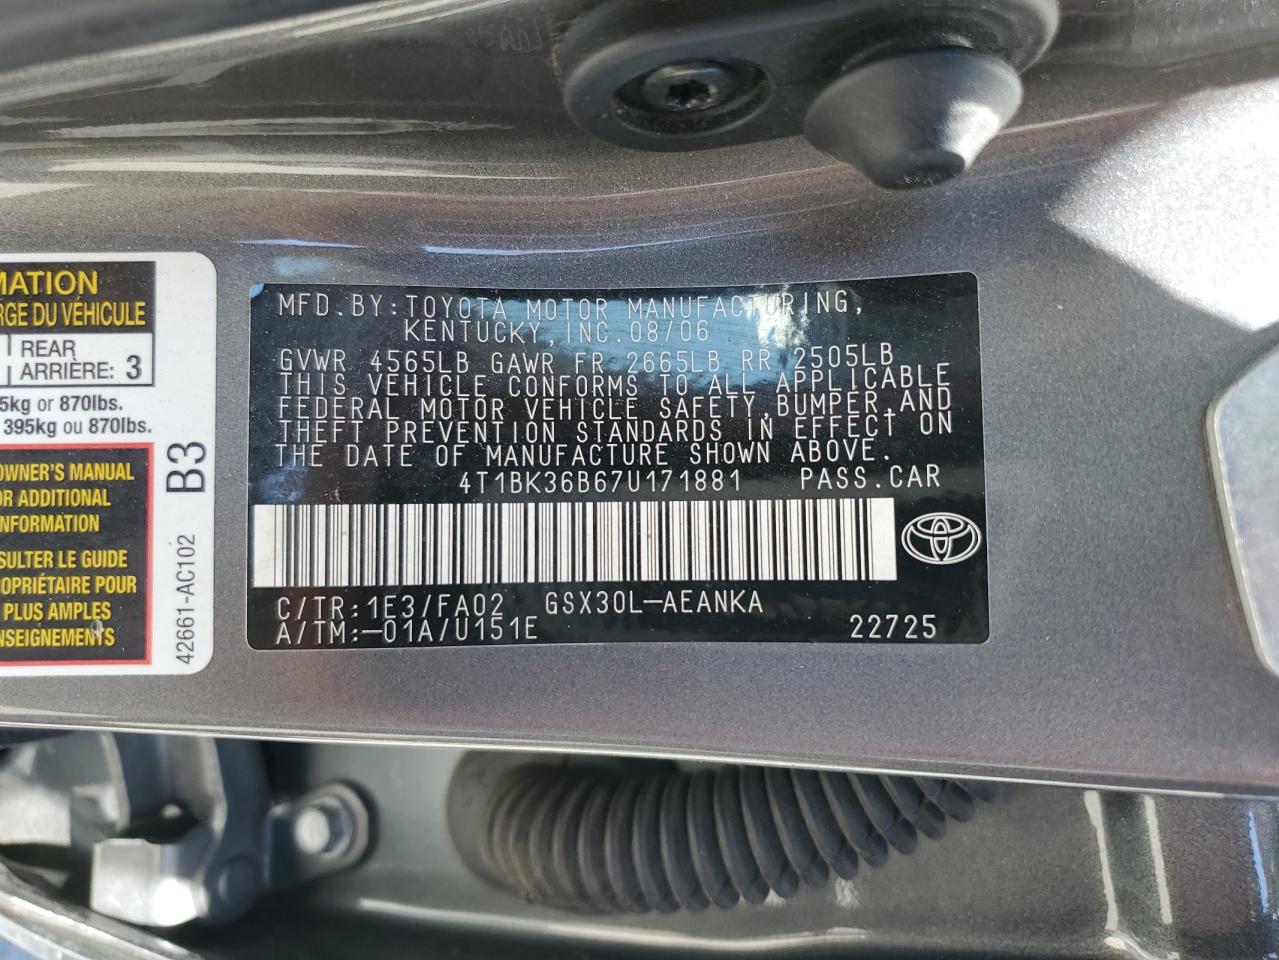 MATION
RGE DU VÉHICULE
REAR
ARRIÈRE: 3
5kg or 870lbs.
395kg ou 870lbs.
OWNER'S MANUAL
OR ADDITIONAL
INFORMATION
SULTER LE GUIDE
ROPRIÉTAIRE POUR
PLUS AMPLES
NSEIGNEMENTS
B3
42661-AC102
MFD.BY:TOYOTA MOTOR MANUFACTURING,
KENTUCKY,INC.08/06
GVWR 4565LB GAWR FR 2665LB RR 2505LB
THIS VEHICLE CONFORMS TO ALL APPLICABLE
FEDERAL MOTOR VEHICLE SAFETY,BUMPER,AND
THEFT PREVENTION STANDARDS IN EFFECT ON
THE DATE OF MANUFACTURE SHOWN ABOVE.
4T1BK36B67U171881 PASS.CAR
C/TR:1E3/FA02 GSX30L-AEANKA
A/TM:-01A/U151E 22725